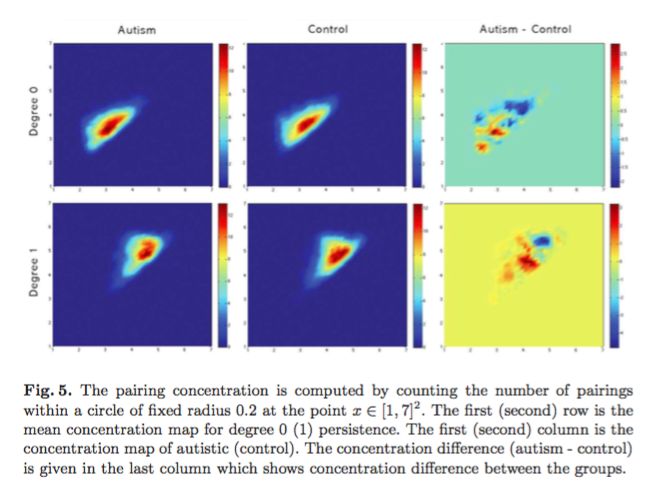 Autism
Control
Autism - Control
Degree 0
Degree 1
Fig. 5. The pairing concentration is computed by counting the number of pairings
within a circle of fixed radius 0.2 at the point x ∈ [1, 7]². The first (second) row is the
mean concentration map for degree 0 (1) persistence. The first (second) column is the
concentration map of autistic (control). The concentration difference (autism - control)
is given in the last column which shows concentration difference between the groups.